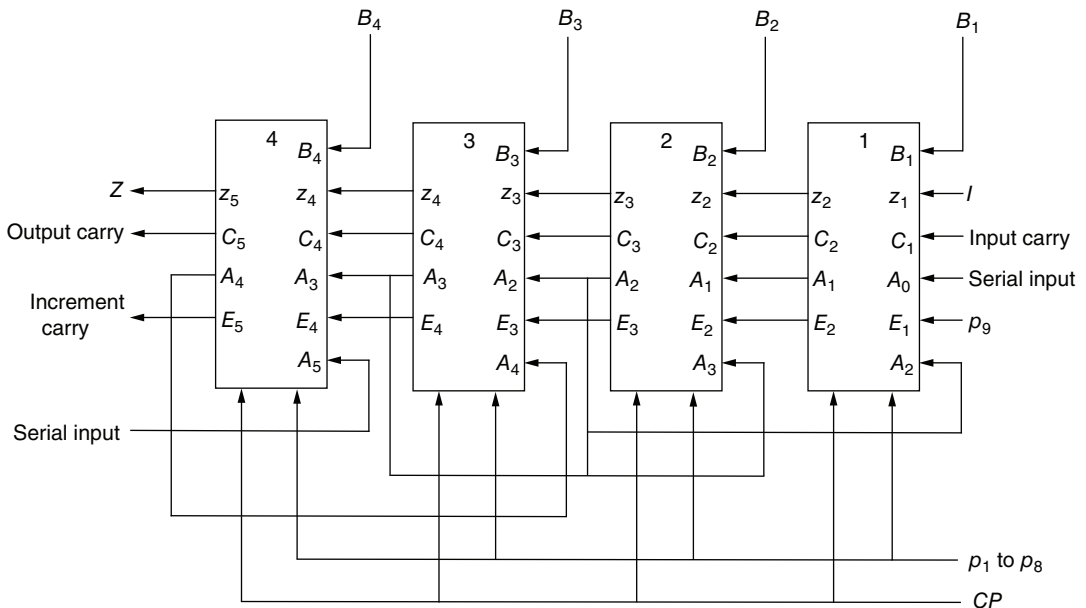 B₄ B₃ B₂ B₁
4 3 2 1
B₄ B₃ B₂ B₁
Z z₅ z₄ z₄ z₃ z₃ z₂ z₂ z₁ I
Output carry C₅ C₄ C₄ C₃ C₃ C₂ C₂ C₁ Input carry
A₄ A₃ A₃ A₂ A₂ A₁ A₁ A₀ Serial input
Increment
carry E₅ E₄ E₄ E₃ E₃ E₂ E₂ E₁ p₉
A₅ A₄ A₃ A₂
Serial input
p₁ to p₈
CP